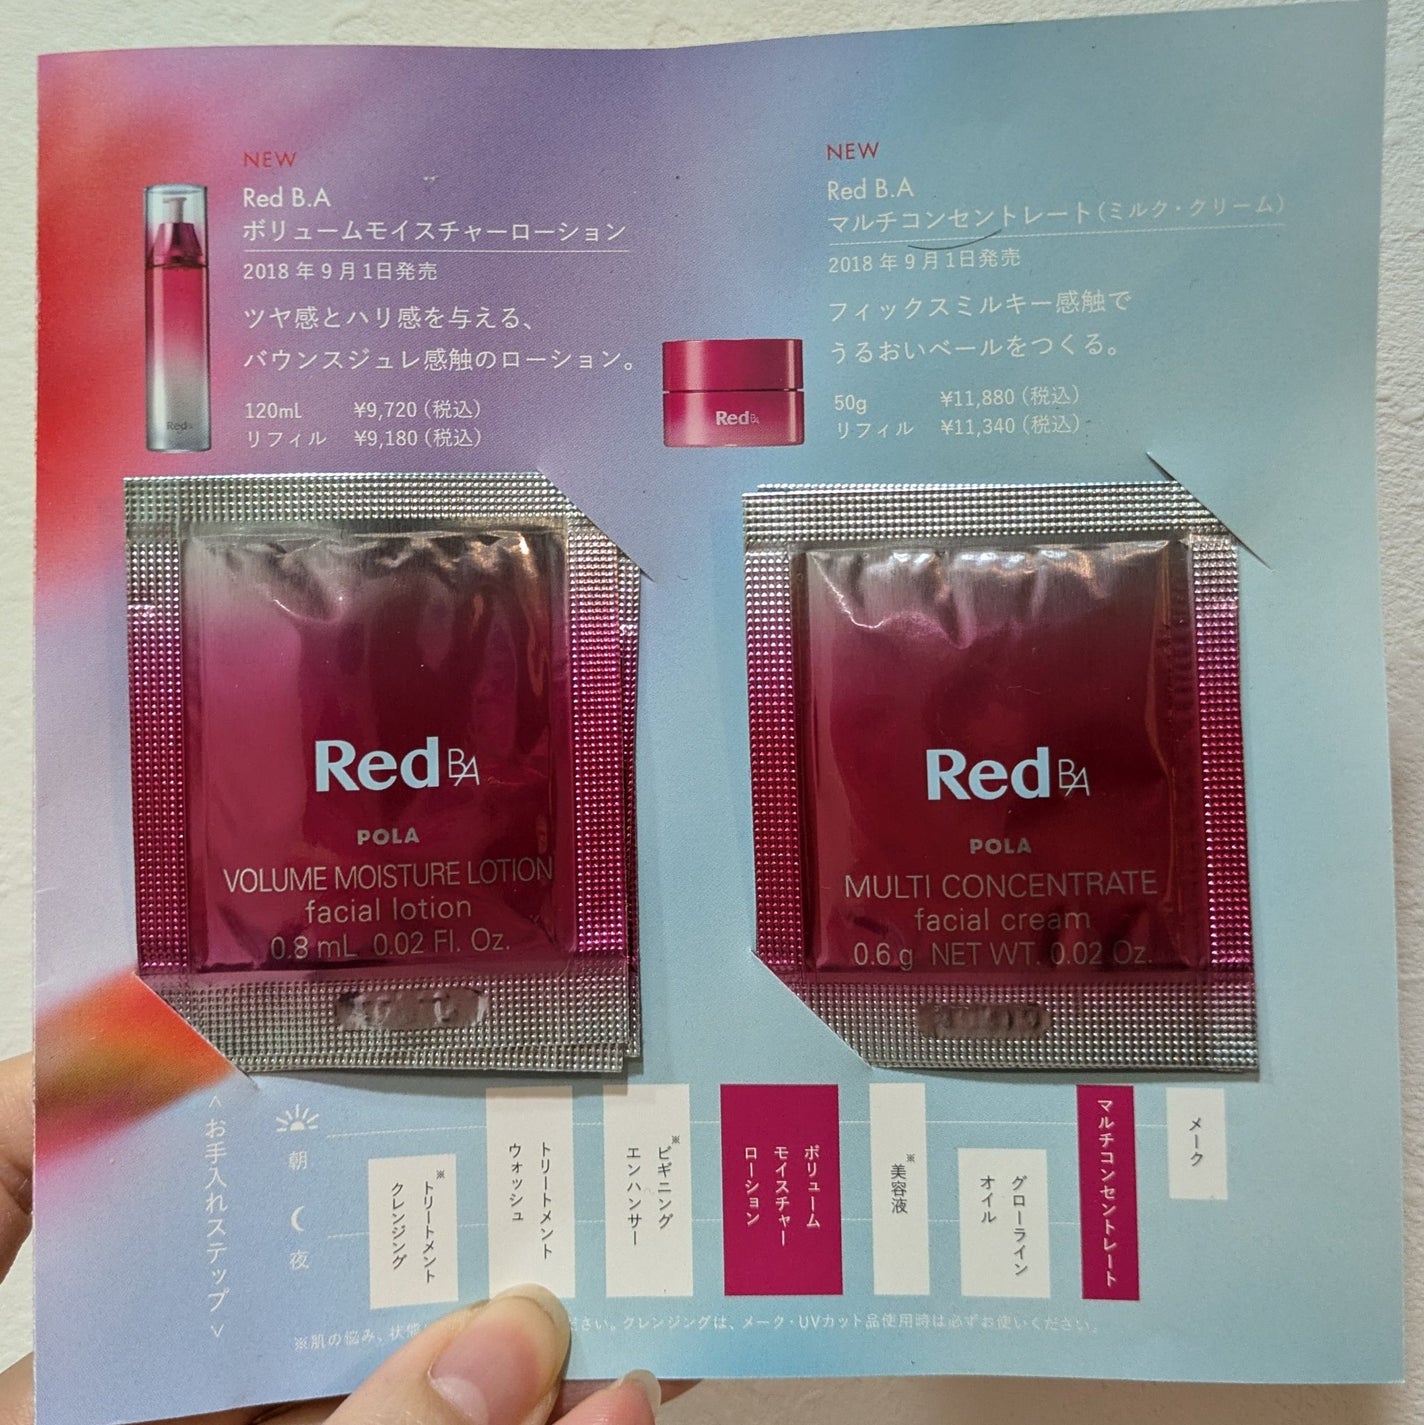 NEW
Red B.A
ボリュームモイスチャーローション
2018年9月1日発売
ツヤ感とハリ感を与える、
バウンスジュレ感触のローション。
120mL ¥9,720（税込）
リフィル ¥9,180（税込）
Red
NEW
Red B.A
マルチコンセントレート（ミルク・クリーム）
2018年9月1日発売
フィックスミルキー感触で
うるおいベールをつくる。
50g ¥11,880（税込）
リフィル ¥11,340（税込）
Red BA
Red BA
POLA
VOLUME MOISTURE LOTION
facial lotion
0.8 mL 0.02 Fl. Oz.
Red BA
POLA
MULTI CONCENTRATE
facial cream
0.6 g NET WT. 0.02 Oz.
<お手入れステップ>
朝
夜
※トリートメント
クレンジング
トリートメント
ウォッシュ
※ビギニング
エンハンサー
ボリューム
モイスチャー
ローション
※美容液
グローライン
オイル
マルチコンセントレート
メーク
※肌の悩み、状態 ださい。クレンジングは、メーク・UVカット品使用時は必ずお使いください。